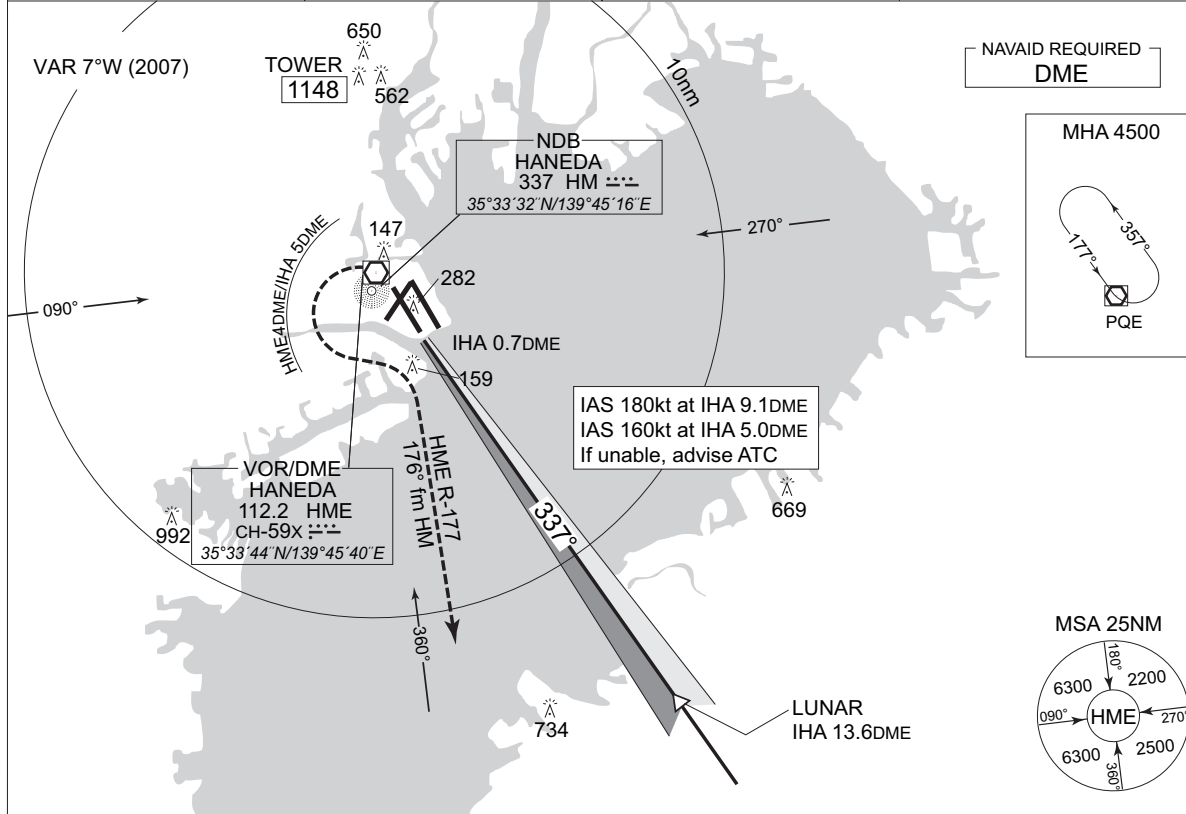 VAR 7°W (2007)
650
TOWER
1148
562
10nm
NAVAID REQUIRED
DME
MHA 4500
357°
177°
PQE
NDB
HANEDA
337 HM
35°33´32¨N/139°45´16¨E
270°
090°
HME4DME/IHA 5DME
147
282
IHA 0.7DME
159
IAS 180kt at IHA 9.1DME
IAS 160kt at IHA 5.0DME
If unable, advise ATC
VOR/DME
HANEDA
112.2 HME
CH-59X
35°33´44¨N/139°45´40¨E
992
HME R-177
176° fm HM
337°
669
360°
734
LUNAR
IHA 13.6DME
MSA 25NM
180°
6300
2200
090°
HME
270°
6300
2500
360°